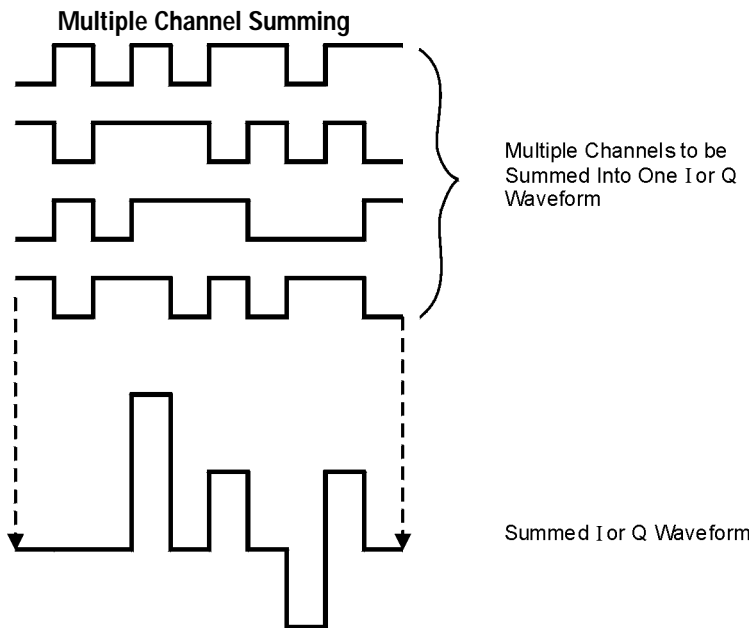 Multiple Channel Summing
Multiple Channels to be
Summed Into One I or Q
Waveform
Summed I or Q Waveform